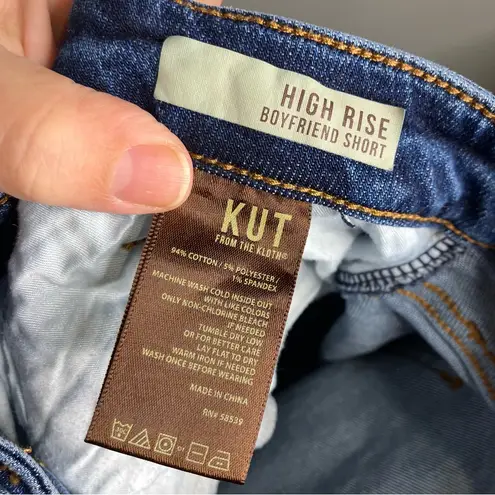 HIGH RISE
BOYFRIEND SHORT
KUT
FROM THE KLOTH®
94% COTTON / 5% POLYESTER /
1% SPANDEX
MACHINE WASH COLD INSIDE OUT
WITH LIKE COLORS
ONLY NON-CHLORINE BLEACH
IF NEEDED
TUMBLE DRY LOW
OR FOR BETTER CARE
LAY FLAT TO DRY
WARM IRON IF NEEDED
WASH ONCE BEFORE WEARING
MADE IN CHINA
RN# 58539
or